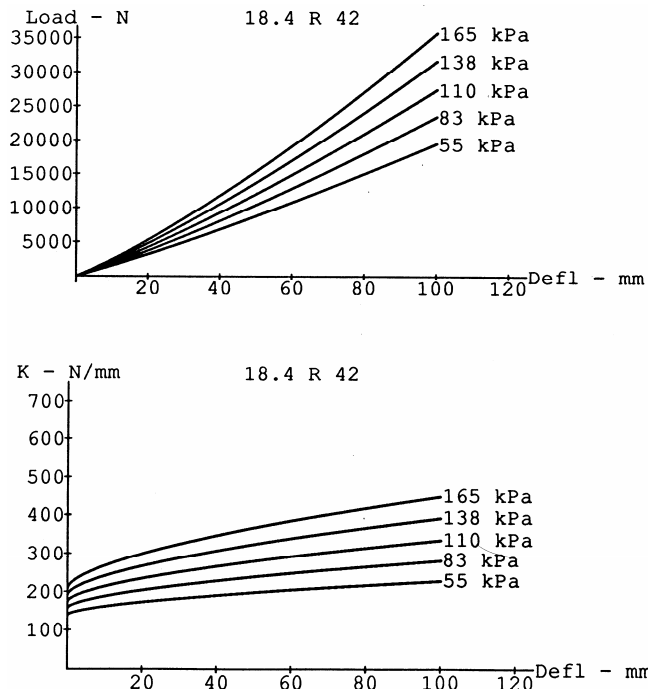 Load - N 18.4 R 42
35000
30000
25000
20000
15000
10000
5000
165 kPa
138 kPa
110 kPa
83 kPa
55 kPa
20 40 60 80 100 120 Defl - mm
K - N/mm 18.4 R 42
700
600
500
400
300
200
100
165 kPa
138 kPa
110 kPa
83 kPa
55 kPa
20 40 60 80 100 120 Defl - mm